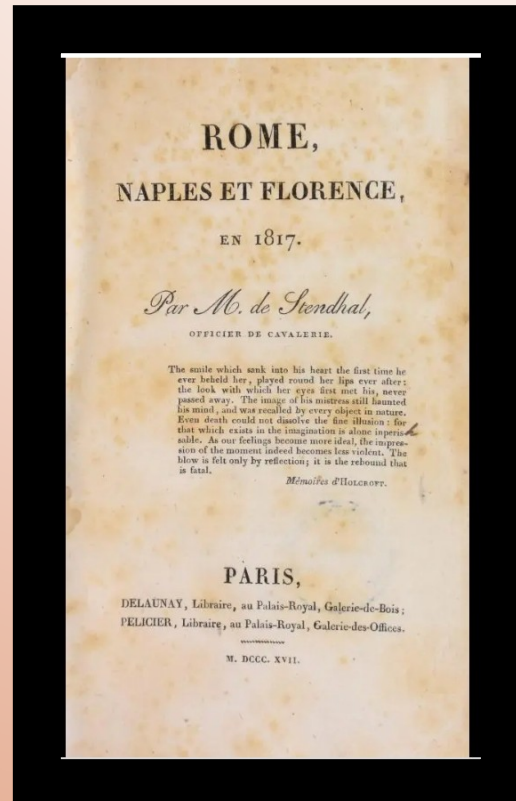 ROME,
NAPLES ET FLORENCE,
EN 1817.
Par M. de Stendhal,
OFFICIER DE CAVALERIE.
The smile which sank into his heart the first time he
ever beheld her, played round her lips ever after;
the look with which her eyes first met his, never
passed away. The image of his mistress still haunted
his mind, and was recalled by every object in nature.
Even death could not dissolve the fine illusion: for
that which exists in the imagination is alone inperish
sable. As our feelings become more ideal, the impres-
sion of the moment indeed becomes less violent. The
blow is felt only by reflection; it is the rebound that
is fatal.
Mémoires d'HOLCROFT.
PARIS,
DELAUNAY, Libraire, au Palais-Royal, Galerie-de-Bois;
PELICIER, Libraire, au Palais-Royal, Galerie-des-Offices.
M. DCCC. XVII.